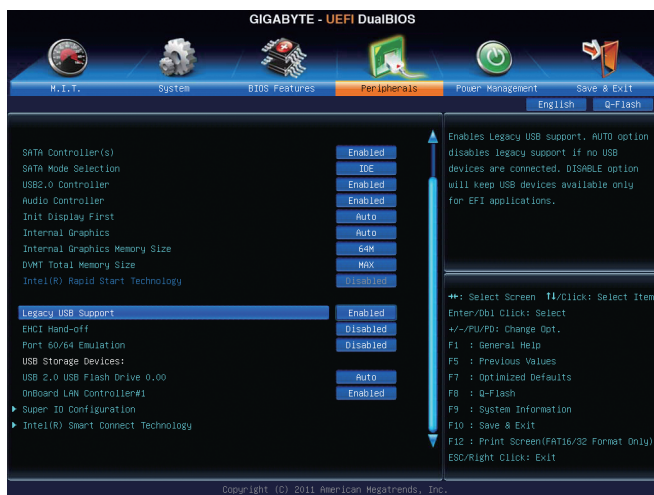 GIGABYTE - UEFI DualBIOS
M.I.T. System BIOS Features Peripherals Power Management Save & Exit
English Q-Flash
SATA Controller(s) Enabled
SATA Mode Selection IDE
USB2.0 Controller Enabled
Audio Controller Enabled
Init Display First Auto
Internal Graphics Auto
Internal Graphics Memory Size 64M
DVMT Total Memory Size MAX
Intel(R) Rapid Start Technology Disabled
Legacy USB Support Enabled
EHCI Hand-off Disabled
Port 60/64 Emulation Disabled
USB Storage Devices:
USB 2.0 USB Flash Drive 0.00 Auto
OnBoard LAN Controller#1 Enabled
Super IO Configuration
Intel(R) Smart Connect Technology
Enables Legacy USB support. AUTO option
disables legacy support if no USB
devices are connected. DISABLE option
will keep USB devices available only
for EFI applications.
→←: Select Screen ↑↓/Click: Select Item
Enter/Dbl Click: Select
+/-/PU/PD: Change Opt.
F1 : General Help
F5 : Previous Values
F7 : Optimized Defaults
F8 : Q-Flash
F9 : System Information
F10 : Save & Exit
F12 : Print Screen(FAT16/32 Format Only)
ESC/Right Click: Exit
Copyright (C) 2011 American Megatrends, Inc.